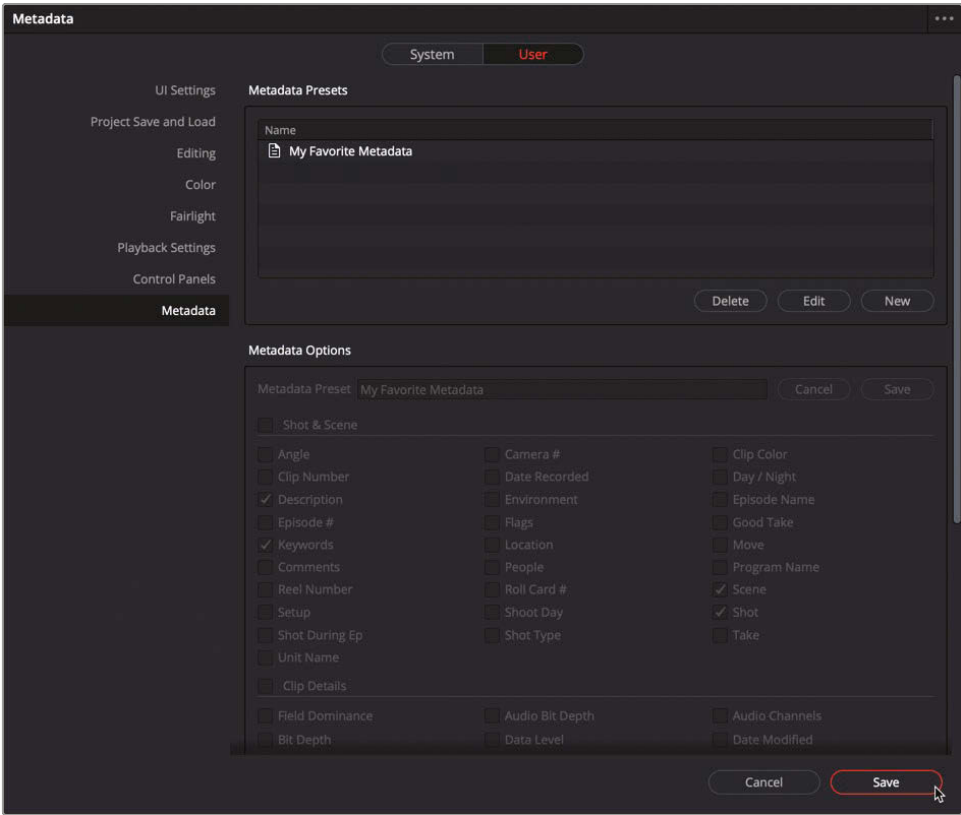 Metadata
System User
UI Settings
Project Save and Load
Editing
Color
Fairlight
Playback Settings
Control Panels
Metadata
Metadata Presets
Name
My Favorite Metadata
Delete Edit New
Metadata Options
Metadata Preset My Favorite Metadata Cancel Save
Shot & Scene
Angle Camera # Clip Color
Clip Number Date Recorded Day / Night
Description Environment Episode Name
Episode # Flags Good Take
Keywords Location Move
Comments People Program Name
Reel Number Roll Card # Scene
Setup Shoot Day Shot
Shot During Ep Shot Type Take
Unit Name
Clip Details
Field Dominance Audio Bit Depth Audio Channels
Bit Depth Data Level Date Modified
Cancel Save